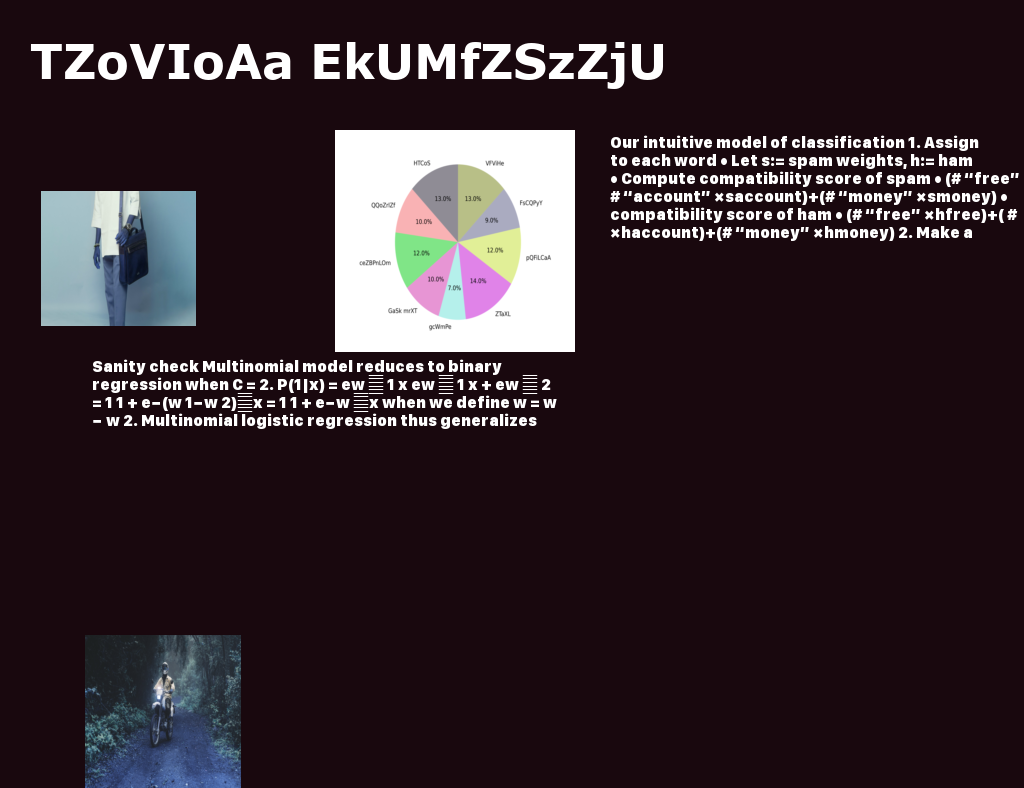 TZoVIoAa EkUMfZSzZjU
HTCoS
VFViHe
QQoZrIZf
FsCQPyY
13.0%
13.0%
10.0%
9.0%
12.0%
12.0%
ceZBPnLOm
pQFiLCaA
10.0%
14.0%
7.0%
GaSk mrXT
ZTaXL
gcWmPe
Our intuitive model of classification 1. Assign
to each word • Let s:= spam weights, h:= ham
• Compute compatibility score of spam • (# “free”
# “account” ×saccount)+(# “money” ×smoney) •
compatibility score of ham • (# “free” ×hfree)+( #
×haccount)+(# “money” ×hmoney) 2. Make a
Sanity check Multinomial model reduces to binary
regression when C = 2. P(1|x) = ew 1 x ew 1 x + ew 2
= 1 1 + e−(w 1−w 2) x = 1 1 + e−w x when we define w = w
− w 2. Multinomial logistic regression thus generalizes